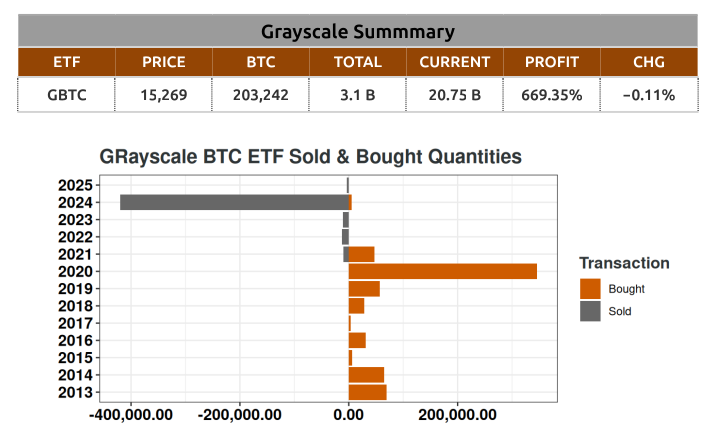 Grayscale Summmary
ETF PRICE BTC TOTAL CURRENT PROFIT CHG
GBTC 15,269 203,242 3.1 B 20.75 B 669.35% −0.11%
GRayscale BTC ETF Sold & Bought Quantities
2025
2024
2023
2022
2021
2020
2019
2018
2017
2016
2015
2014
2013
-400,000.00 -200,000.00 0.00 200,000.00
Transaction
Bought
Sold